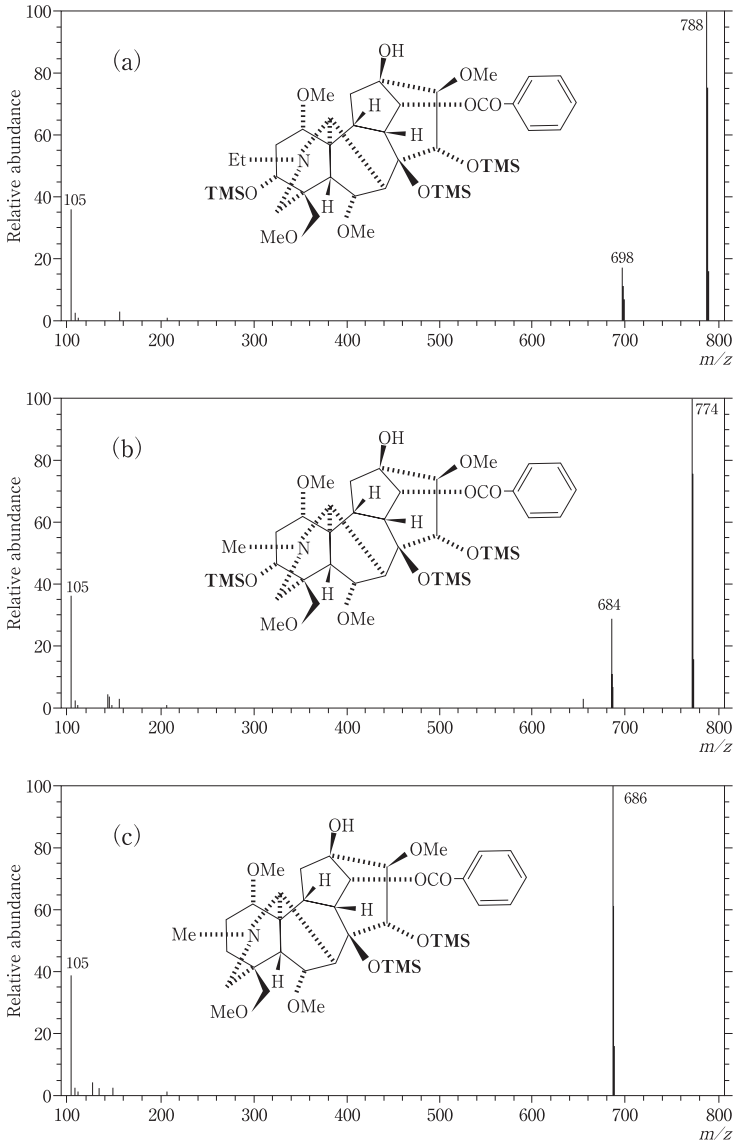 Relative abundance
100
80
60
40
20
0
(a)
788
698
105
OH
OMe
OMe
H
OCO
H
Et
N
OTMS
TMSO
OTMS
H
MeO
OMe
100 200 300 400 500 600 700 800
m/z
Relative abundance
100
80
60
40
20
0
(b)
774
684
105
OH
OMe
OMe
H
OCO
H
Me
N
OTMS
TMSO
OTMS
H
MeO
OMe
100 200 300 400 500 600 700 800
m/z
Relative abundance
100
80
60
40
20
0
(c)
686
105
OH
OMe
OMe
H
OCO
H
Me
N
OTMS
OTMS
H
MeO
OMe
100 200 300 400 500 600 700 800
m/z